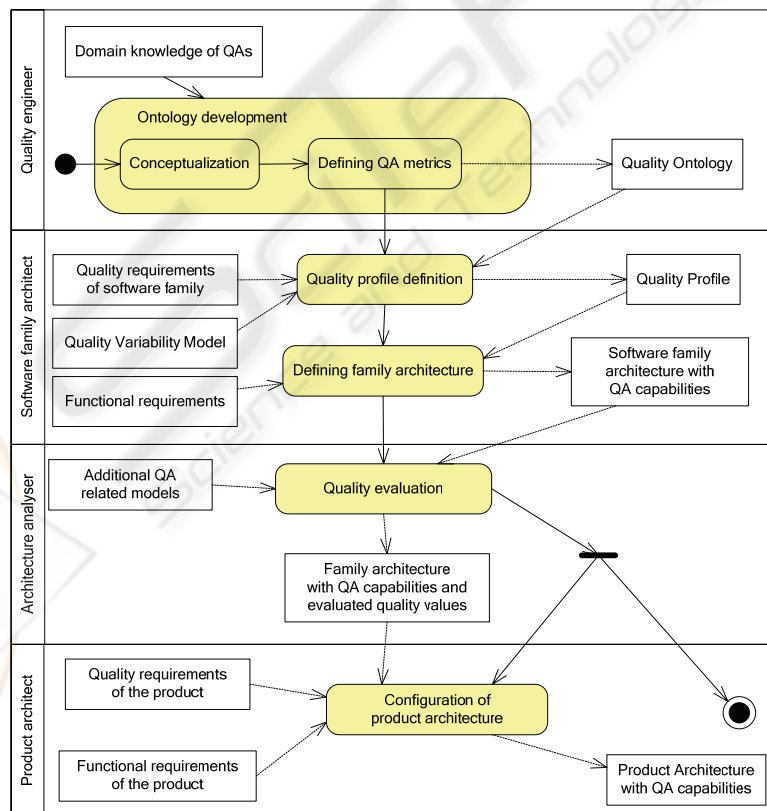 Quality engineer
Domain knowledge of QAs
Ontology development
Conceptualization
Defining QA metrics
Quality Ontology
Software family architect
Quality requirements
of software family
Quality profile definition
Quality Profile
Quality Variability Model
Defining family architecture
Software family
architecture with
QA capabilities
Functional requirements
Architecture analyser
Additional QA
related models
Quality evaluation
Family architecture
with QA capabilities and
evaluated quality values
Product architect
Quality requirements
of the product
Configuration of
product architecture
Functional requirements
of the product
Product Architecture
with QA capabilities
Science and Technology